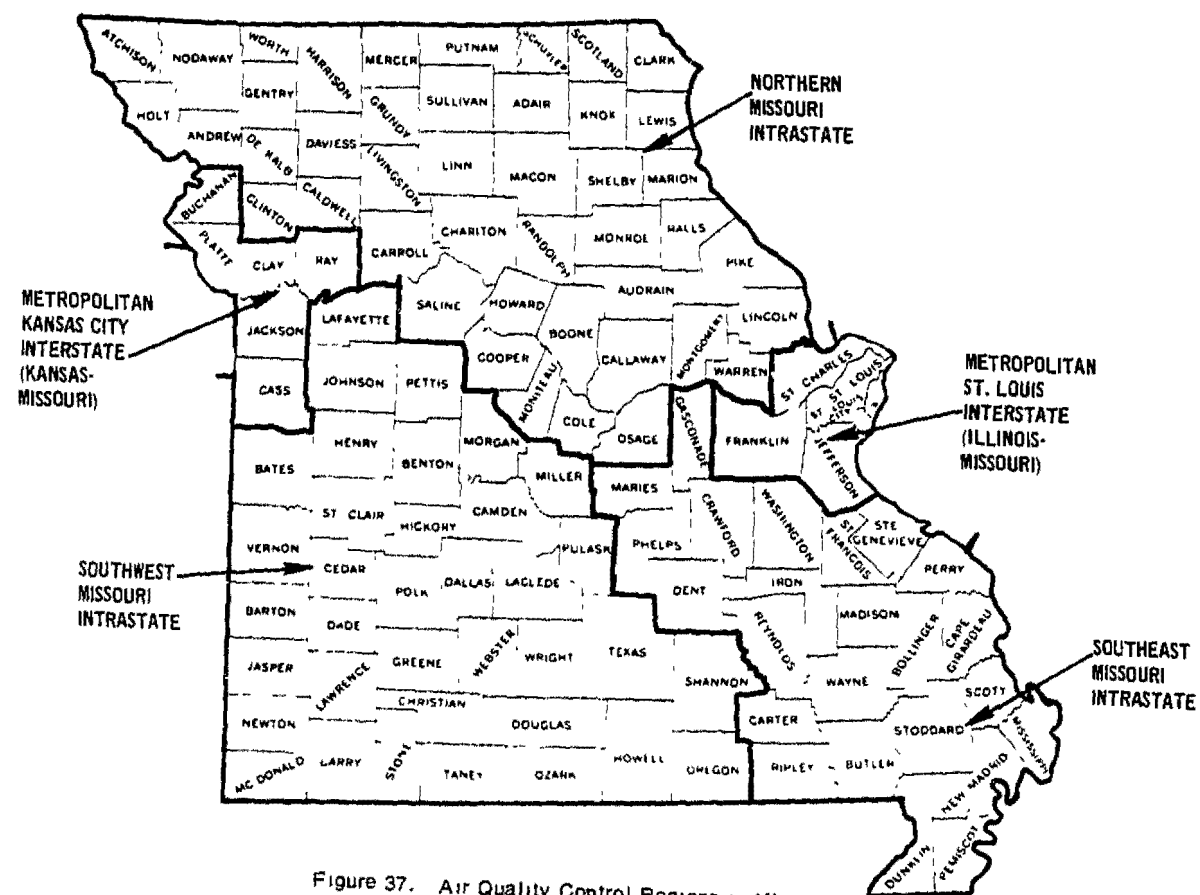 ATCHISON
NODAWAY
WORTH
HARRISON
MERCER
PUTNAM
SCHUYLER
SCOTLAND
CLARK
HOLT
GENTRY
GRUNDY
SULLIVAN
ADAIR
KNOX
LEWIS
NORTHERN
MISSOURI
INTRASTATE
ANDREW
DE KALB
DAVIESS
LIVINGSTON
LINN
MACON
SHELBY
MARION
BUCHANAN
CLINTON
CALDWELL
CARROLL
CHARITON
RANDOLPH
MONROE
RALLS
PIKE
PLATTE
CLAY
RAY
SALINE
HOWARD
BOONE
AUDRAIN
CALLAWAY
MONTGOMERY
LINCOLN
WARREN
METROPOLITAN
KANSAS CITY
INTERSTATE
(KANSAS-
MISSOURI)
JACKSON
LAFAYETTE
COOPER
MONITEAU
COLE
OSAGE
GASCONADE
FRANKLIN
ST CHARLES
ST LOUIS
JEFFERSON
METROPOLITAN
ST. LOUIS
INTERSTATE
(ILLINOIS-
MISSOURI)
CASS
JOHNSON
PETTIS
MORGAN
MILLER
MARIES
BATES
HENRY
BENTON
CAMDEN
PULASK
PHELPS
CRAWFORD
WASHINGTON
ST FRANCOIS
STE
GENEVIEVE
PERRY
VERNON
ST CLAIR
HICKORY
SOUTHWEST
MISSOURI
INTRASTATE
CEDAR
POLK
DALLAS
LACLEDE
DENT
IRON
MADISON
BOLLINGER
CAPE
GIRARDEAU
BARTON
DADE
GREENE
WEBSTER
WRIGHT
TEXAS
SHANNON
REYNOLDS
WAYNE
SCOTT
SOUTHEAST
MISSOURI
INTRASTATE
JASPER
LAWRENCE
CHRISTIAN
DOUGLAS
CARTER
STODDARD
MISSISSIPPI
NEWTON
MC DONALD
STONE
TANEY
OZARK
HOWELL
OREGON
RIPLEY
BUTLER
NEW MADRID
DUNKLIN
PEMISCOT
Figure 37. Air Quality Control Regions